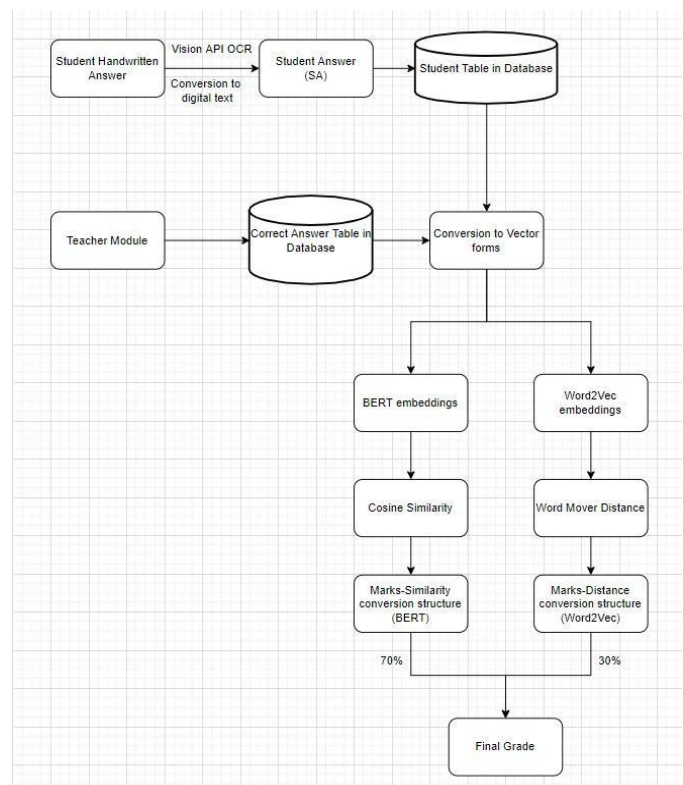 Student Handwritten
Answer
Vision API OCR
Conversion to
digital text
Student Answer
(SA)
Student Table in Database
Teacher Module
Correct Answer Table in
Database
Conversion to Vector
forms
BERT embeddings
Word2Vec
embeddings
Cosine Similarity
Word Mover Distance
Marks-Similarity
conversion structure
(BERT)
Marks-Distance
conversion structure
(Word2Vec)
70%
30%
Final Grade